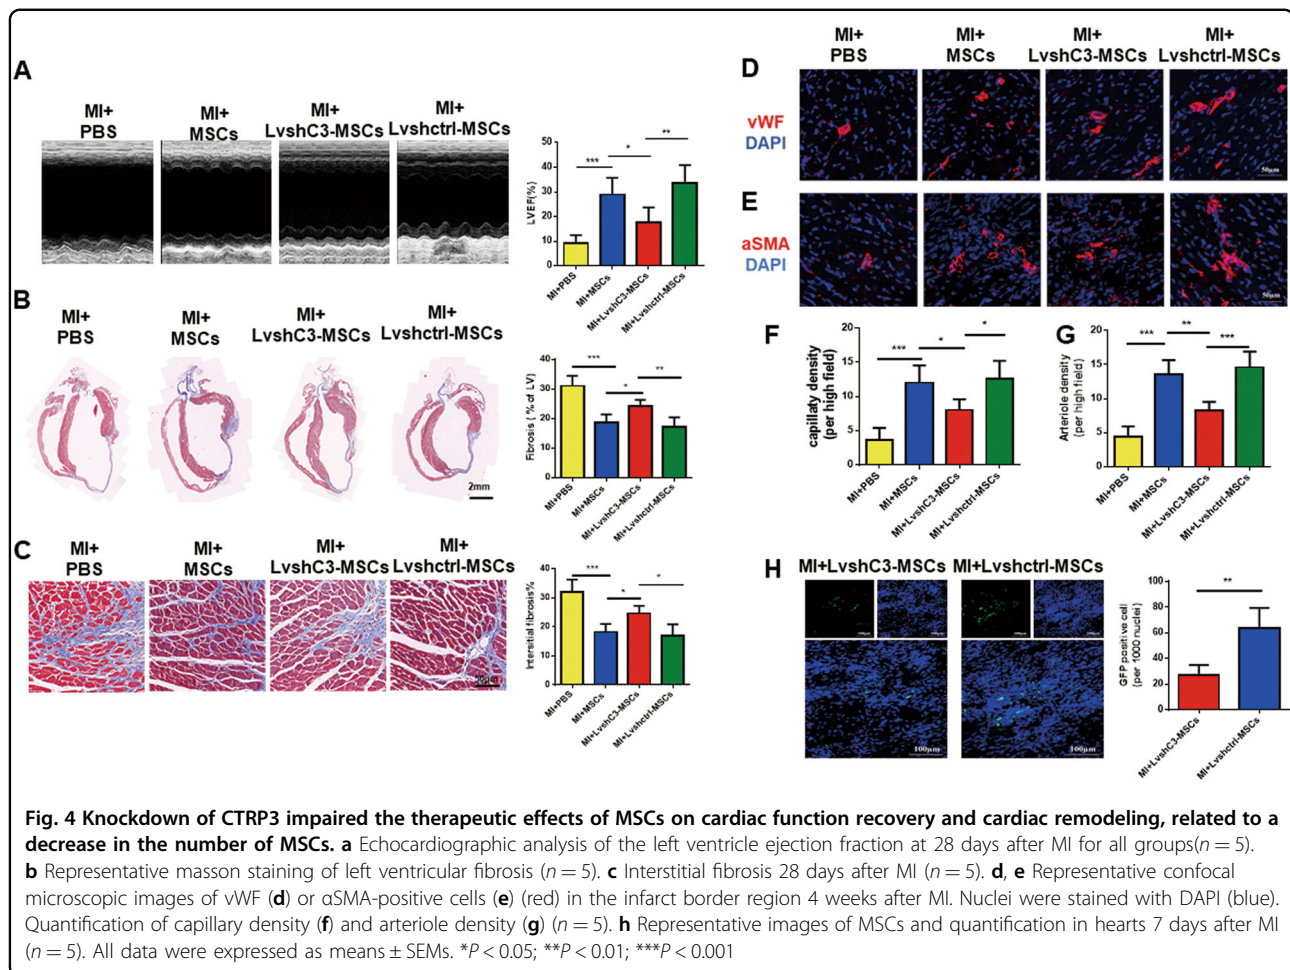 A
MI+
PBS
MI+
MSCs
MI+
LvshC3-MSCs
MI+
Lvshctrl-MSCs
LVEF(%)
50
40
30
20
10
0
***
*
**
MI+PBS
MI+MSCs
MI+LvshC3-MSCs
MI+Lvshctrl-MSCs
B
MI+
PBS
MI+
MSCs
MI+
LvshC3-MSCs
MI+
Lvshctrl-MSCs
2mm
Fibrosis ( % of LV)
40
30
20
10
0
***
*
**
MI+PBS
MI+MSCs
MI+LvshC3-MSCs
MI+Lvshctrl-MSCs
C
MI+
PBS
MI+
MSCs
MI+
LvshC3-MSCs
MI+
Lvshctrl-MSCs
50μm
Intersitial fibrosis%
40
20
0
***
*
*
MI+PBS
MI+MSCs
MI+LvshC3-MSCs
MI+Lvshctrl-MSCs
D
MI+
PBS
MI+
MSCs
MI+
LvshC3-MSCs
MI+
Lvshctrl-MSCs
vWF
DAPI
50μm
E
aSMA
DAPI
50μm
F
capillaty density
(per high field)
20
15
10
5
0
***
*
*
MI+PBS
MI+MSCs
MI+LvshC3-MSCs
MI+Lvshctrl-MSCs
G
Arteriole density
(per high field)
20
15
10
5
0
***
**
***
MI+PBS
MI+MSCs
MI+LvshC3-MSCs
MI+Lvshctrl-MSCs
H
MI+LvshC3-MSCs
MI+Lvshctrl-MSCs
100μm
100μm
100μm
100μm
100μm
100μm
GFP positive cell
(per 1000 nuclei)
100
80
60
40
20
0
**
MI+LvshC3-MSCs
MI+Lvshctrl-MSCs
Fig. 4 Knockdown of CTRP3 impaired the therapeutic effects of MSCs on cardiac function recovery and cardiac remodeling, related to a
decrease in the number of MSCs. a Echocardiographic analysis of the left ventricle ejection fraction at 28 days after MI for all groups(n = 5).
b Representative masson staining of left ventricular fibrosis (n = 5). c Interstitial fibrosis 28 days after MI (n = 5). d, e Representative confocal
microscopic images of vWF (d) or αSMA-positive cells (e) (red) in the infarct border region 4 weeks after MI. Nuclei were stained with DAPI (blue).
Quantification of capillary density (f) and arteriole density (g) (n = 5). h Representative images of MSCs and quantification in hearts 7 days after MI
(n = 5). All data were expressed as means ± SEMs. *P < 0.05; **P < 0.01; ***P < 0.001